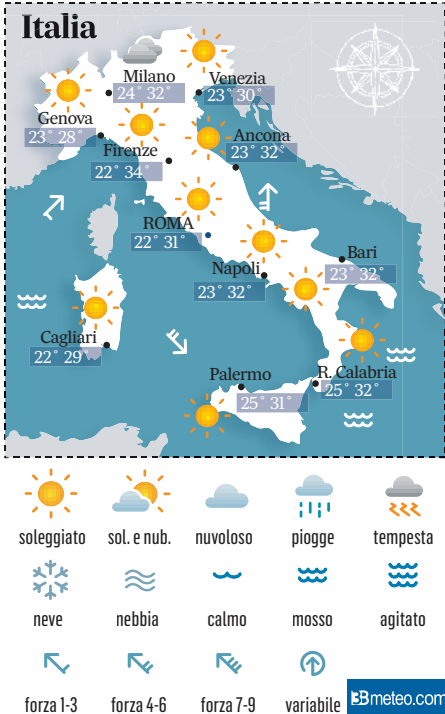 Italia
Milano
24° 32°
Venezia
23° 30°
Genova
23° 28°
Firenze
22° 34°
Ancona
23° 32°
ROMA
22° 31°
Napoli
23° 32°
Bari
23° 32°
Cagliari
22° 29°
Palermo
25° 31°
R. Calabria
25° 32°
soleggiato sol. e nub. nuvoloso piogge tempesta
neve nebbia calmo mosso agitato
forza 1-3 forza 4-6 forza 7-9 variabile
3Bmeteo.com